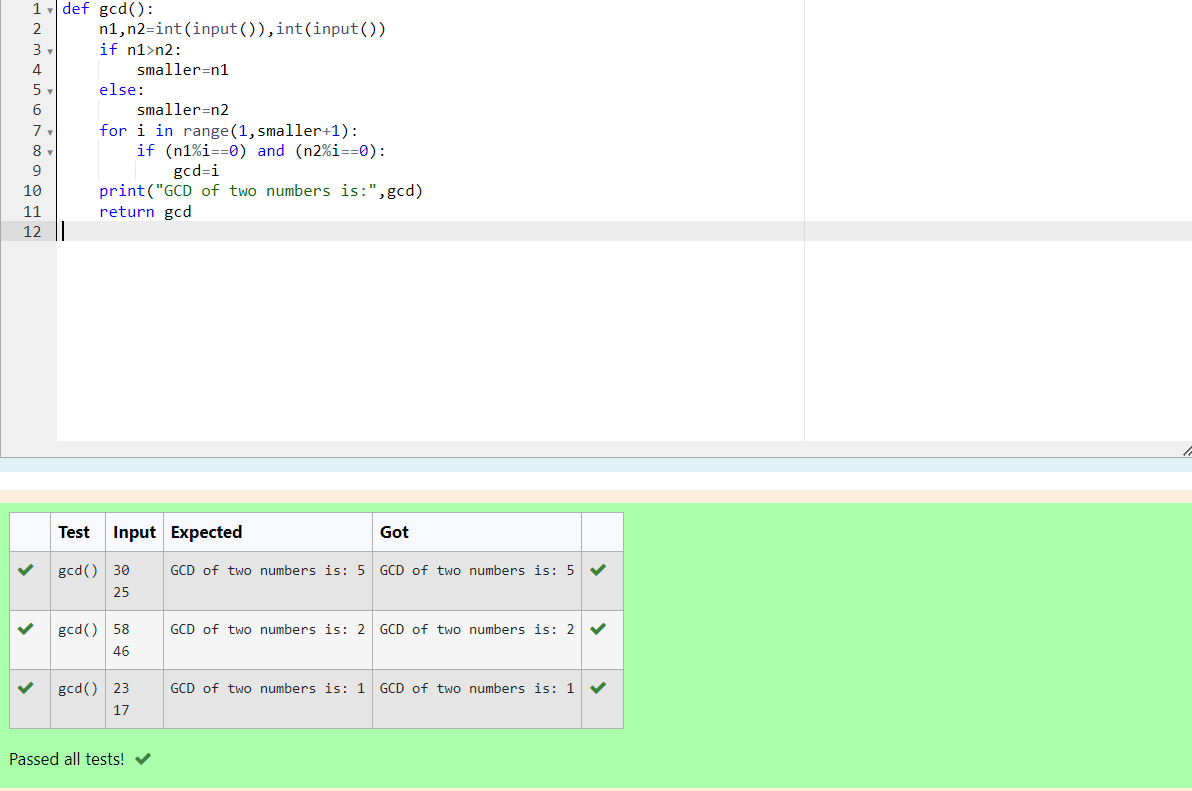 1 def gcd():
2     n1,n2=int(input()),int(input())
3     if n1>n2:
4         smaller=n1
5     else:
6         smaller=n2
7     for i in range(1,smaller+1):
8         if (n1%i==0) and (n2%i==0):
9             gcd=i
10     print("GCD of two numbers is:",gcd)
11     return gcd
12
Test Input Expected Got
gcd() 30 GCD of two numbers is: 5 GCD of two numbers is: 5
25
gcd() 58 GCD of two numbers is: 2 GCD of two numbers is: 2
46
gcd() 23 GCD of two numbers is: 1 GCD of two numbers is: 1
17
Passed all tests!